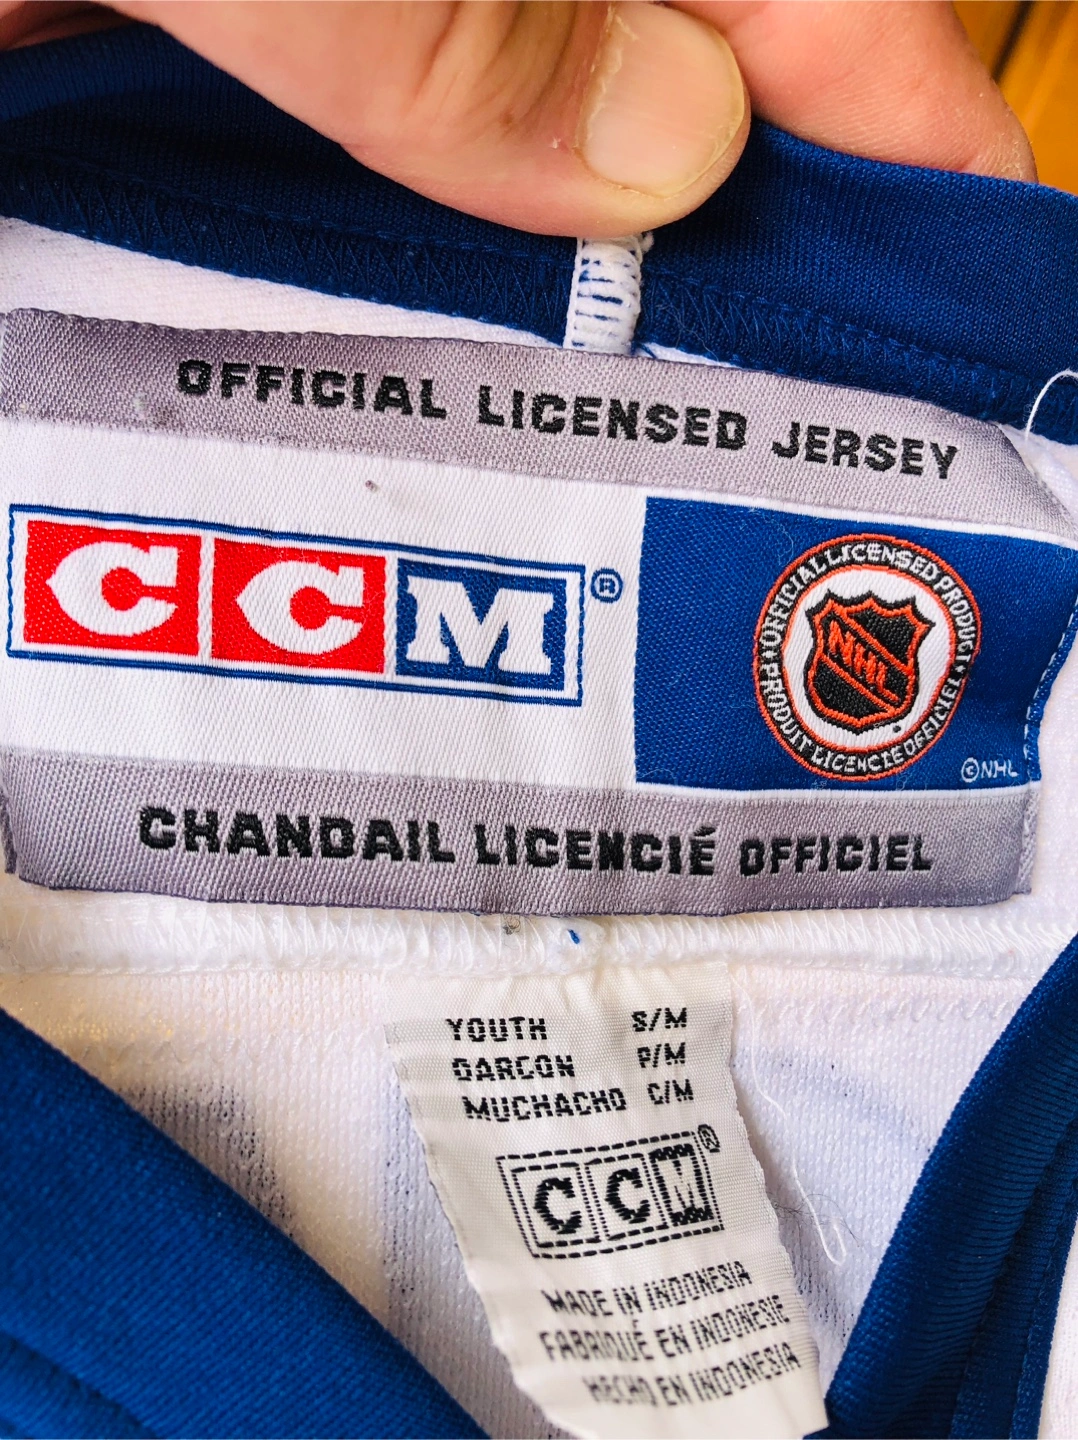 OFFICIAL LICENSED JERSEY
CCM®
OFFICIAL LICENSED PRODUCT
NHL
PRODUIT LICENCIE OFFICIEL
©NHL
CHANDAIL LICENCIÉ OFFICIEL
YOUTH S/M
GARCON P/M
MUCHACHO C/M
CCM®
MADE IN INDONESIA
FABRIQUÉ EN INDONESIE
HECHO EN INDONESIA